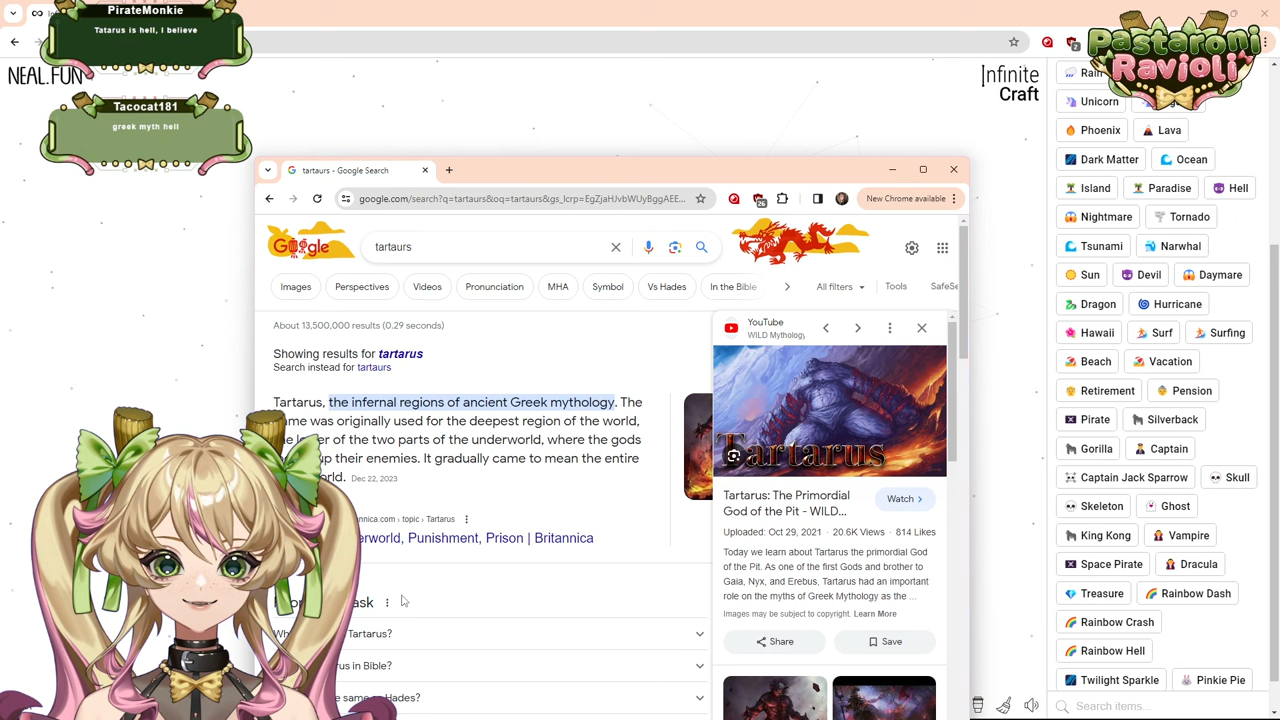 PirateMonkie
Tatarus is hell, I believe
Tacocat181
greek myth hell
NEAL.FUN
Infinite
Craft
Pastaroni
Ravioli
tartaurs - Google Search
google.com/search?q=tartaurs&oq=tartaurs&gs_lcrp=EgZjaHJvbWUyBggAEE...
26
New Chrome available
Google
tartaurs
Images
Perspectives
Videos
Pronunciation
MHA
Symbol
Vs Hades
In the Bible
All filters
Tools
SafeSe
About 13,500,000 results (0.29 seconds)
Showing results for tartarus
Search instead for tartaurs
Tartarus, the infernal regions of ancient Greek mythology. The
was originally used for the deepest region of the world,
of the two parts of the underworld, where the gods
up their enemies. It gradually came to mean the entire
Dec 22, 2023
nnica.com › topic › Tartarus
erworld, Punishment, Prison | Britannica
ask
Tartarus?
rus in Bible?
same as Hades?
YouTube
WILD Mythology
Tartarus
Tartarus: The Primordial
God of the Pit - WILD...
Watch
Uploaded: Oct 29, 2021 · 20.6K Views · 814 Likes
Today we learn about Tartarus the primordial God
of the Pit. As one of the first Gods and brother to
Gaia, Nyx, and Erebus, Tartarus had an important
role on the myths of Greek Mythology as the ...
Images may be subject to copyright. Learn More
Share
Save
2
Rain
Unicorn
Phoenix
Lava
Dark Matter
Ocean
Island
Paradise
Hell
Nightmare
Tornado
Tsunami
Narwhal
Sun
Devil
Daymare
Dragon
Hurricane
Hawaii
Surf
Surfing
Beach
Vacation
Retirement
Pension
Pirate
Silverback
Gorilla
Captain
Captain Jack Sparrow
Skull
Skeleton
Ghost
King Kong
Vampire
Space Pirate
Dracula
Treasure
Rainbow Dash
Rainbow Crash
Rainbow Hell
Twilight Sparkle
Pinkie Pie
Search items...